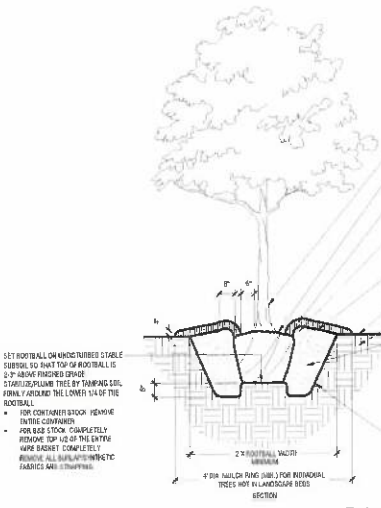 8" 6"
4"
SET ROOTBALL ON UNDISTURBED STABLE
SUBSOIL SO THAT TOP OF ROOTBALL IS
2-3" ABOVE FINISHED GRADE
STABILIZE/PLUMB TREE BY TAMPING SOIL
FIRMLY AROUND THE LOWER 1/4 OF THE
ROOTBALL
• FOR CONTAINER STOCK REMOVE
ENTIRE CONTAINER
• FOR B&B STOCK COMPLETELY
REMOVE TOP 1/2 OF THE ENTIRE
WIRE BASKET COMPLETELY
REMOVE ALL BURLAP/SYNTHETIC
FABRICS AND STRAPPING
2 X ROOTBALL WIDTH
MINIMUM
4' DIA MULCH RING (MIN.) FOR INDIVIDUAL
TREES NOT IN LANDSCAPE BEDS
SECTION